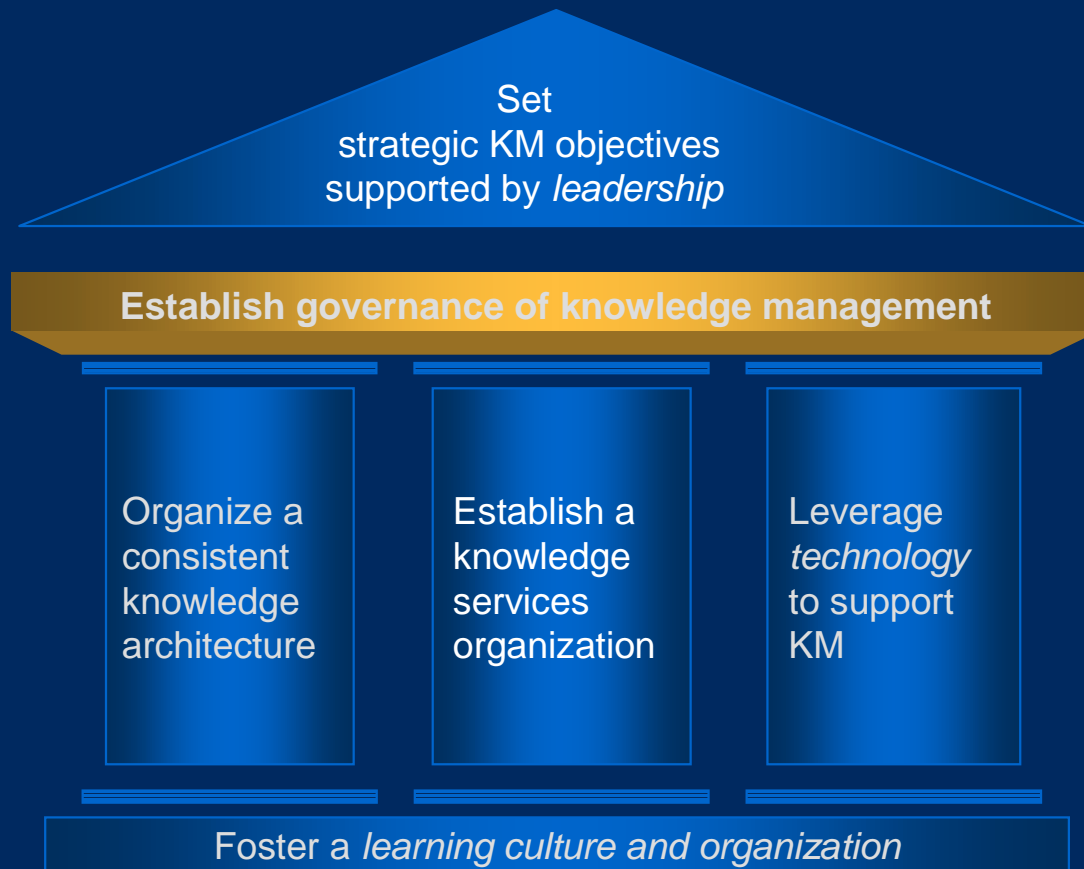 Set
strategic KM objectives
supported by leadership
Establish governance of knowledge management
Organize a
consistent
knowledge
architecture
Establish a
knowledge
services
organization
Leverage
technology
to support
KM
Foster a learning culture and organization